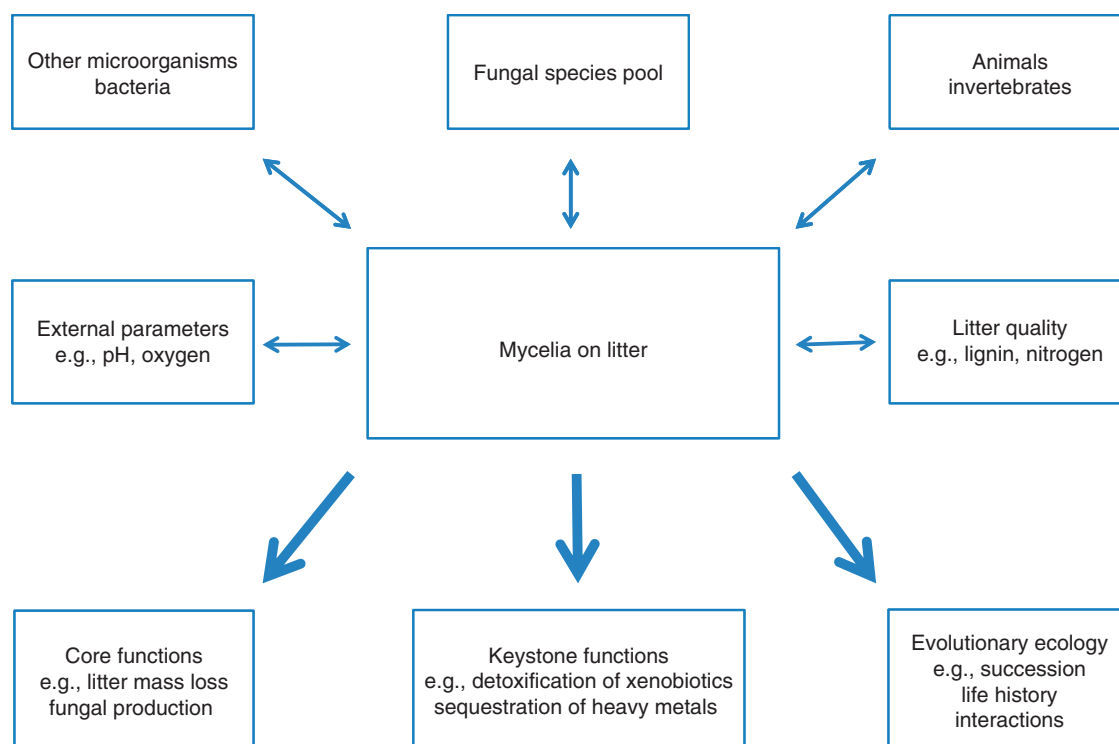 Other microorganisms
bacteria
Fungal species pool
Animals
invertebrates
External parameters
e.g., pH, oxygen
Mycelia on litter
Litter quality
e.g., lignin, nitrogen
Core functions
e.g., litter mass loss
fungal production
Keystone functions
e.g., detoxification of xenobiotics
sequestration of heavy metals
Evolutionary ecology
e.g., succession
life history
interactions